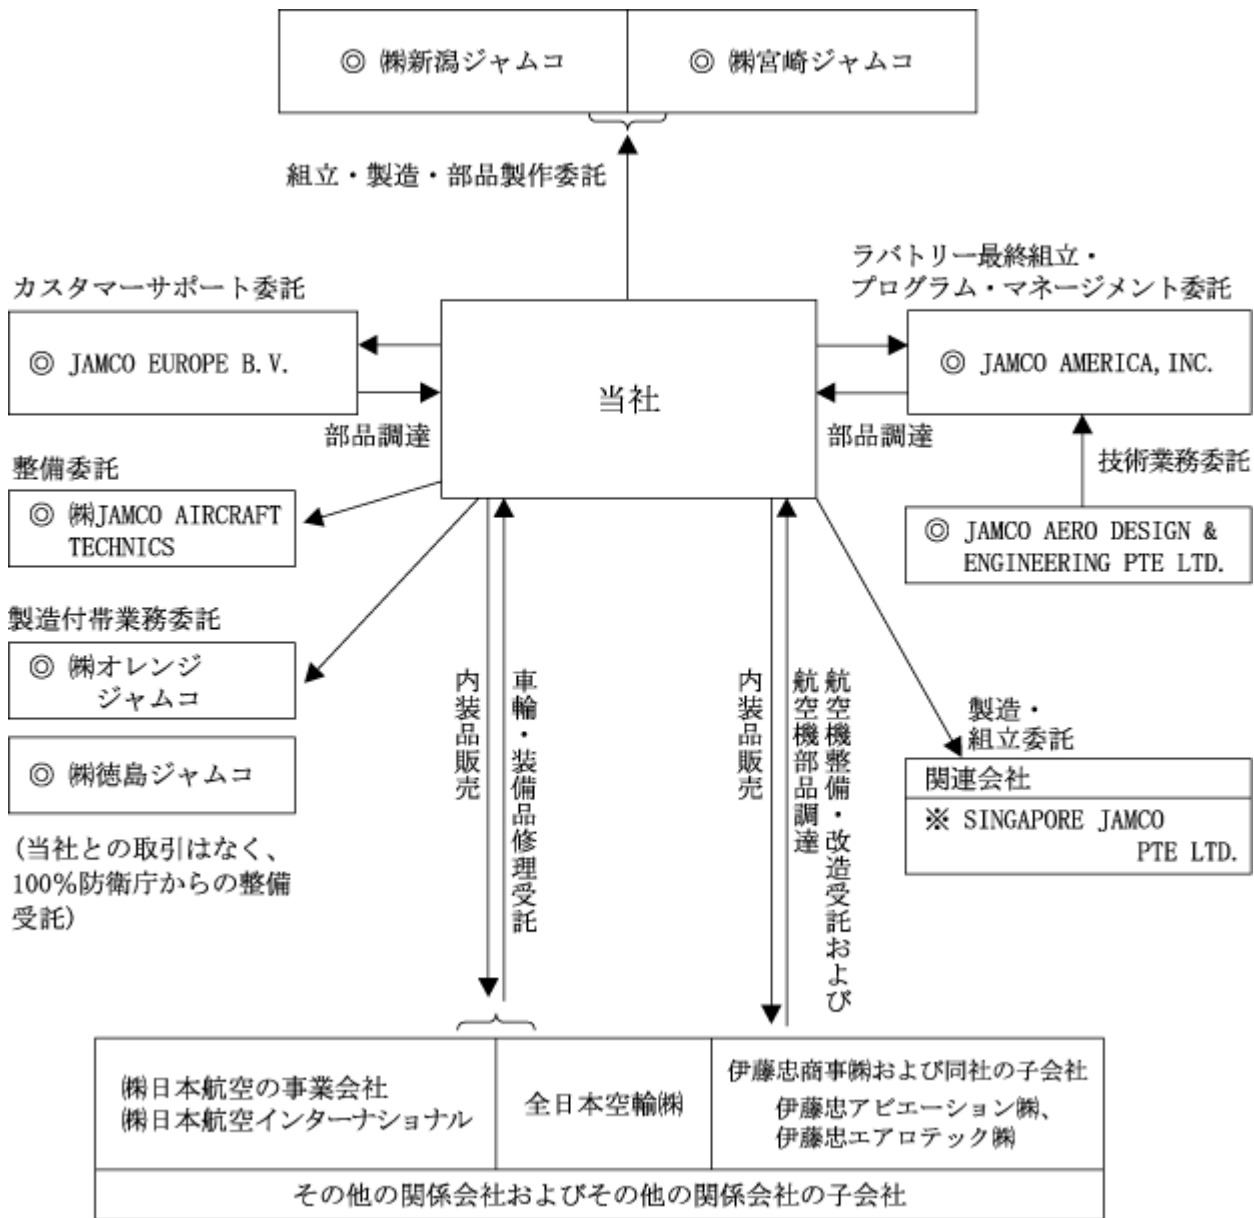 ◎ ㈱新潟ジャムコ
◎ ㈱宮崎ジャムコ
組立・製造・部品製作委託
カスタマーサポート委託
◎ JAMCO EUROPE B.V.
部品調達
当社
ラバトリー最終組立・
プログラム・マネージメント委託
◎ JAMCO AMERICA,INC.
部品調達
技術業務委託
◎ JAMCO AERO DESIGN &
ENGINEERING PTE LTD.
整備委託
◎ ㈱JAMCO AIRCRAFT
TECHNICS
製造付帯業務委託
◎ ㈱オレンジ
ジャムコ
◎ ㈱徳島ジャムコ
(当社との取引はなく、
100%防衛庁からの整備
受託)
内装品販売
車輪・装備品修理受託
内装品販売
航空機整備・改造受託および
航空機部品調達
製造・
組立委託
関連会社
※ SINGAPORE JAMCO
PTE LTD.
㈱日本航空の事業会社
㈱日本航空インターナショナル
全日本空輸㈱
伊藤忠商事㈱および同社の子会社
伊藤忠アビエーション㈱、
伊藤忠エアロテック㈱
その他の関係会社およびその他の関係会社の子会社